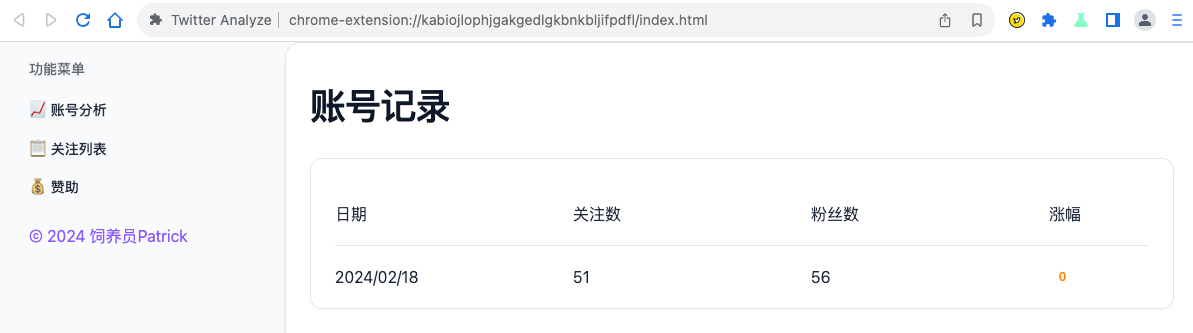 Twitter Analyze chrome-extension://kabiojlophjgakgedlgkbnkbljifpdfl/index.html
功能菜单
账号分析
关注列表
赞助
© 2024 饲养员Patrick
账号记录
日期 关注数 粉丝数 涨幅
2024/02/18 51 56 0